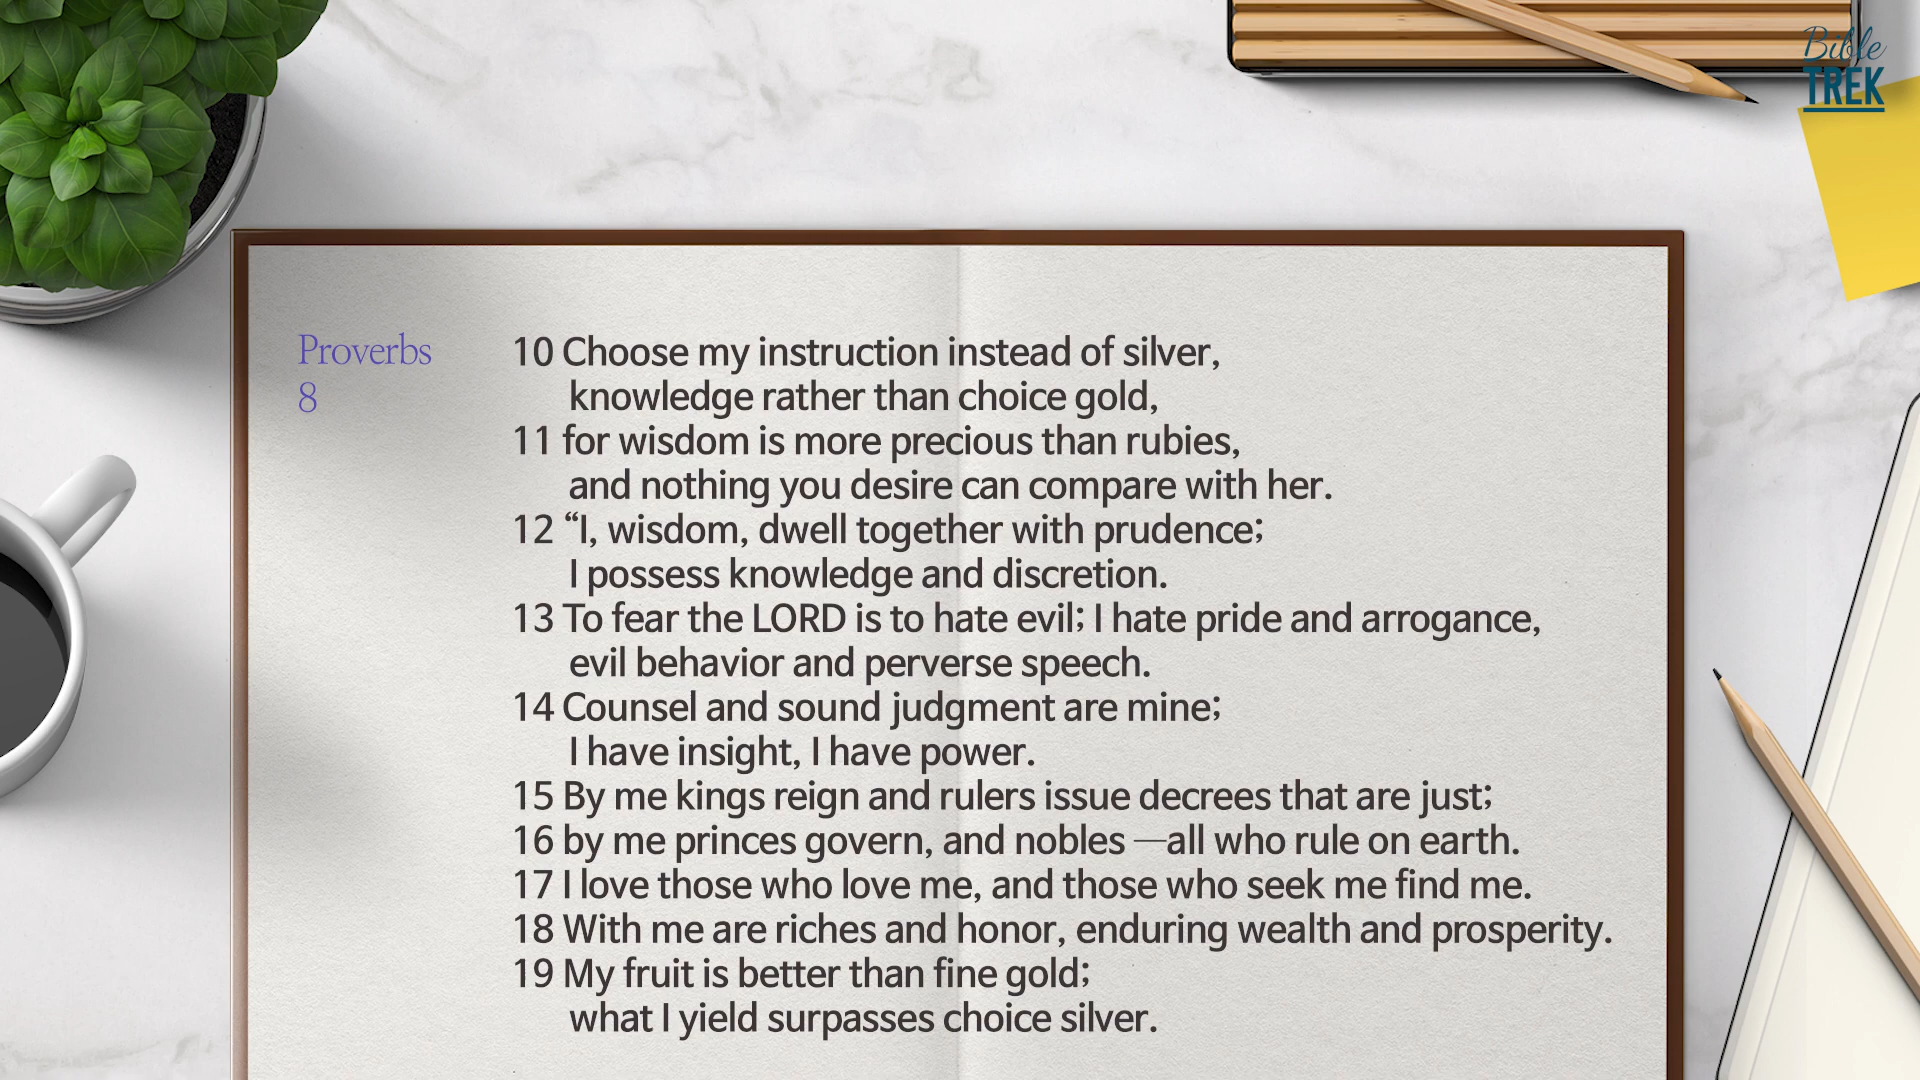 Bible
TREK
Proverbs
8
10 Choose my instruction instead of silver,
knowledge rather than choice gold,
11 for wisdom is more precious than rubies,
and nothing you desire can compare with her.
12 “I, wisdom, dwell together with prudence;
I possess knowledge and discretion.
13 To fear the LORD is to hate evil; I hate pride and arrogance,
evil behavior and perverse speech.
14 Counsel and sound judgment are mine;
I have insight, I have power.
15 By me kings reign and rulers issue decrees that are just;
16 by me princes govern, and nobles —all who rule on earth.
17 I love those who love me, and those who seek me find me.
18 With me are riches and honor, enduring wealth and prosperity.
19 My fruit is better than fine gold;
what I yield surpasses choice silver.